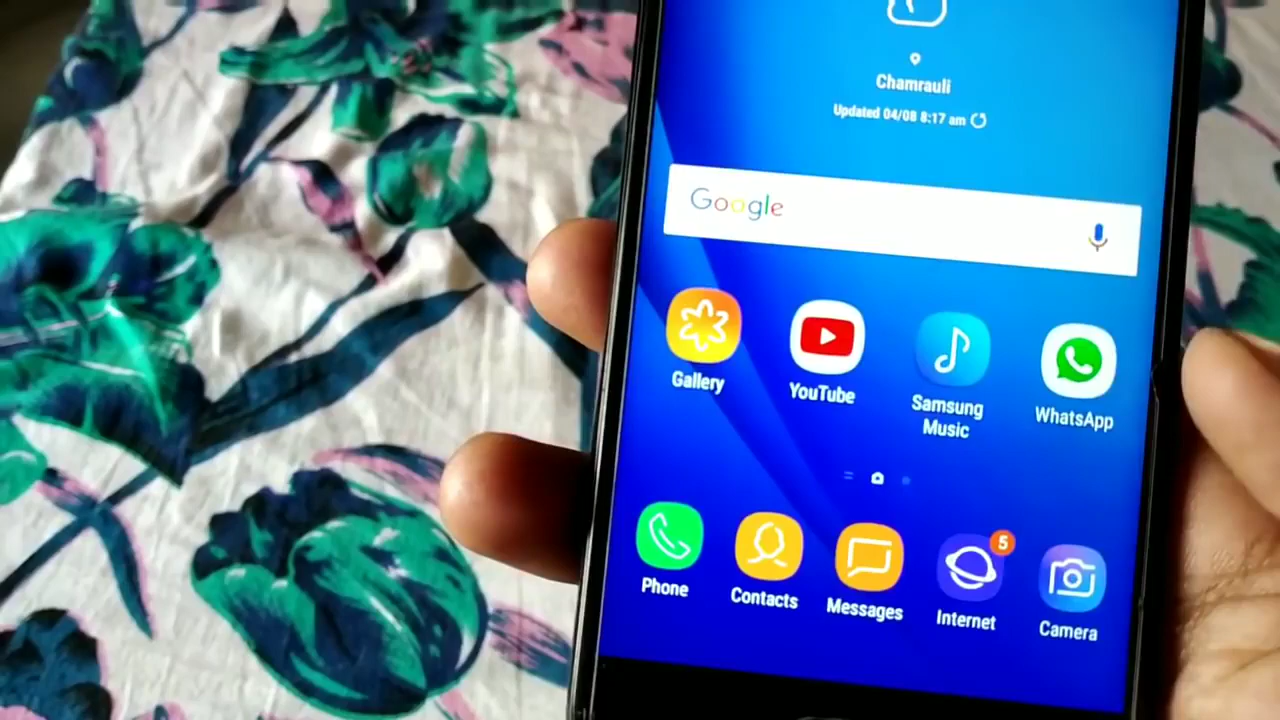 Chamrauli
Updated 04/08 8:17 am
Google
Gallery
YouTube
Samsung
Music
WhatsApp
Phone
Contacts
Messages
Internet
5
Camera